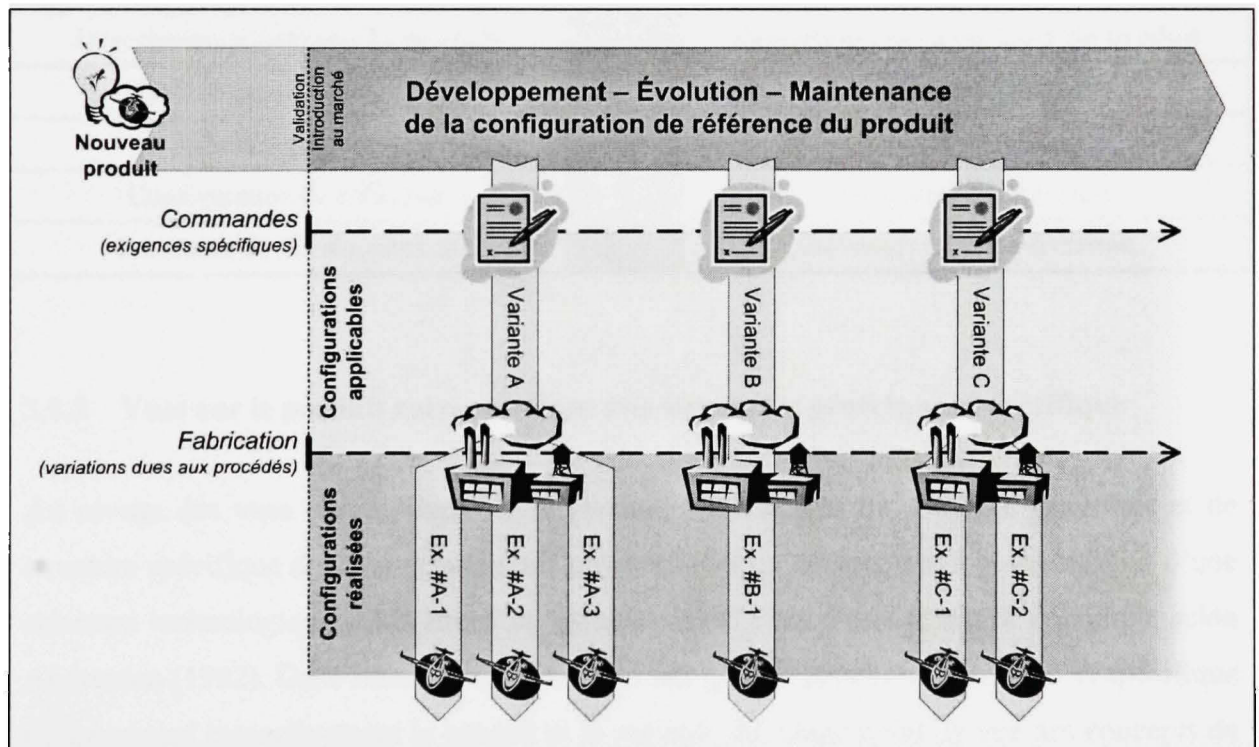 Validation
Introduction
au marché
Développement – Évolution – Maintenance
de la configuration de référence du produit
Nouveau
produit
Commandes
(exigences spécifiques)
Configurations
applicables
Variante A
Variante B
Variante C
Fabrication
(variations dues aux procédés)
Configurations
réalisées
Ex. #A-1
Ex. #A-2
Ex. #A-3
Ex. #B-1
Ex. #C-1
Ex. #C-2